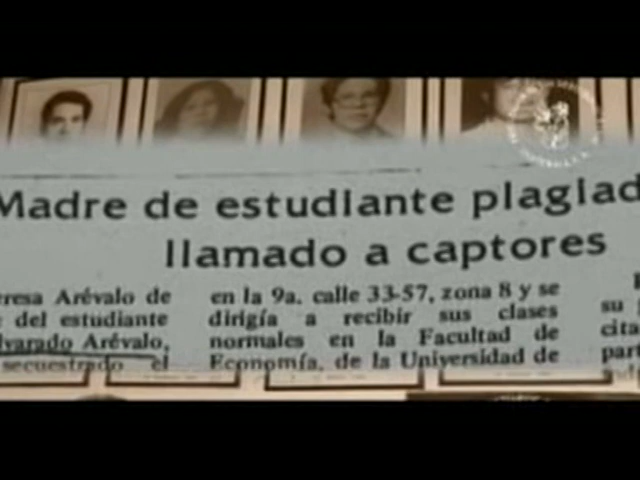 Madre de estudiante plagiad
llamado a captores
eresa Arévalo de
del estudiante
lvarado Arévalo,
secuestrado el
en la 9a. calle 33-57, zona 8 y se
dirigía a recibir sus clases
normales en la Facultad de
Economía, de la Universidad de
su
cita
part